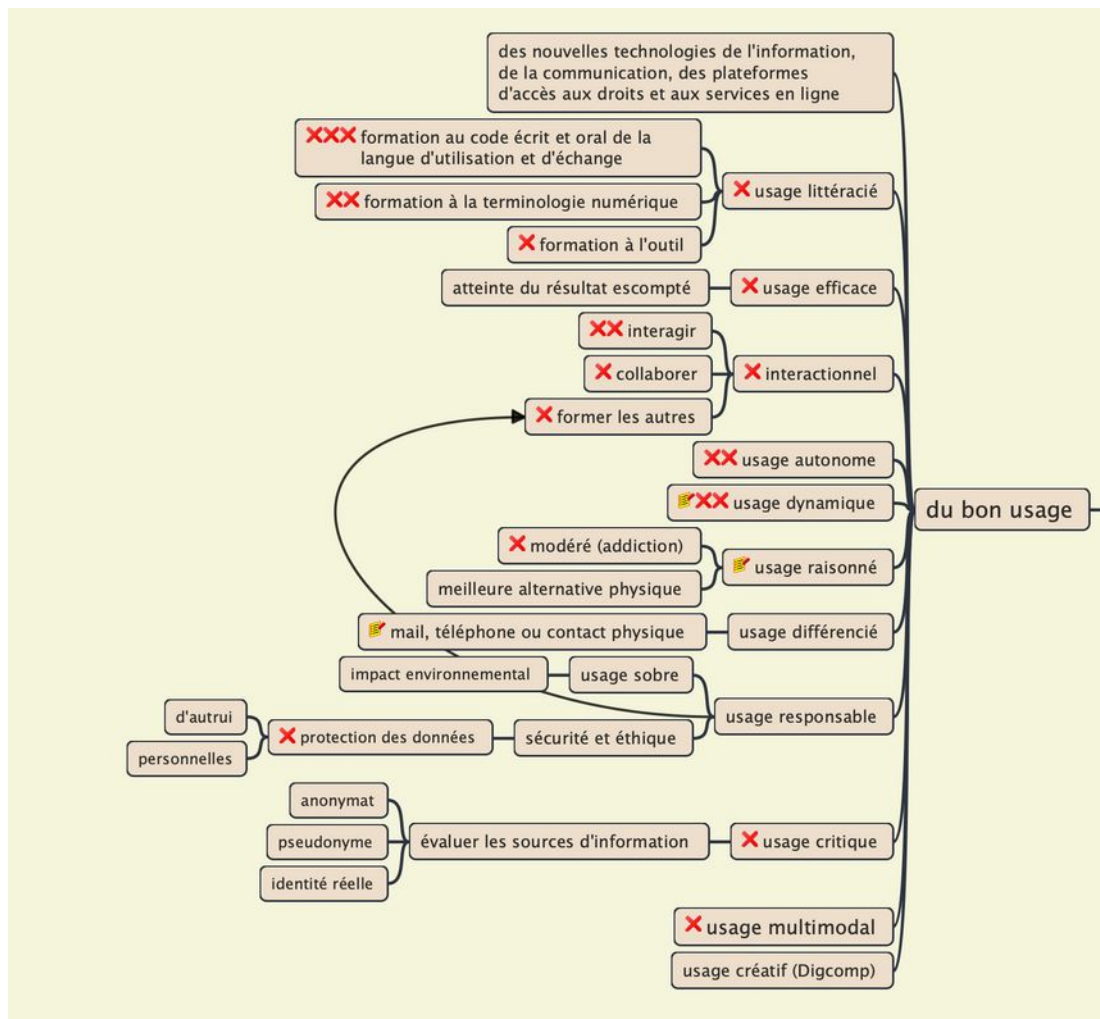 des nouvelles technologies de l'information,
de la communication, des plateformes
d'accès aux droits et aux services en ligne
formation au code écrit et oral de la
langue d'utilisation et d'échange
usage littéracié
formation à la terminologie numérique
formation à l'outil
atteinte du résultat escompté
usage efficace
interagir
collaborer
interactionnel
former les autres
usage autonome
usage dynamique
du bon usage
modéré (addiction)
usage raisonné
meilleure alternative physique
mail, téléphone ou contact physique
usage différencié
impact environnemental
usage sobre
usage responsable
d'autrui
protection des données
sécurité et éthique
personnelles
anonymat
pseudonyme
évaluer les sources d'information
usage critique
identité réelle
usage multimodal
usage créatif (Digcomp)